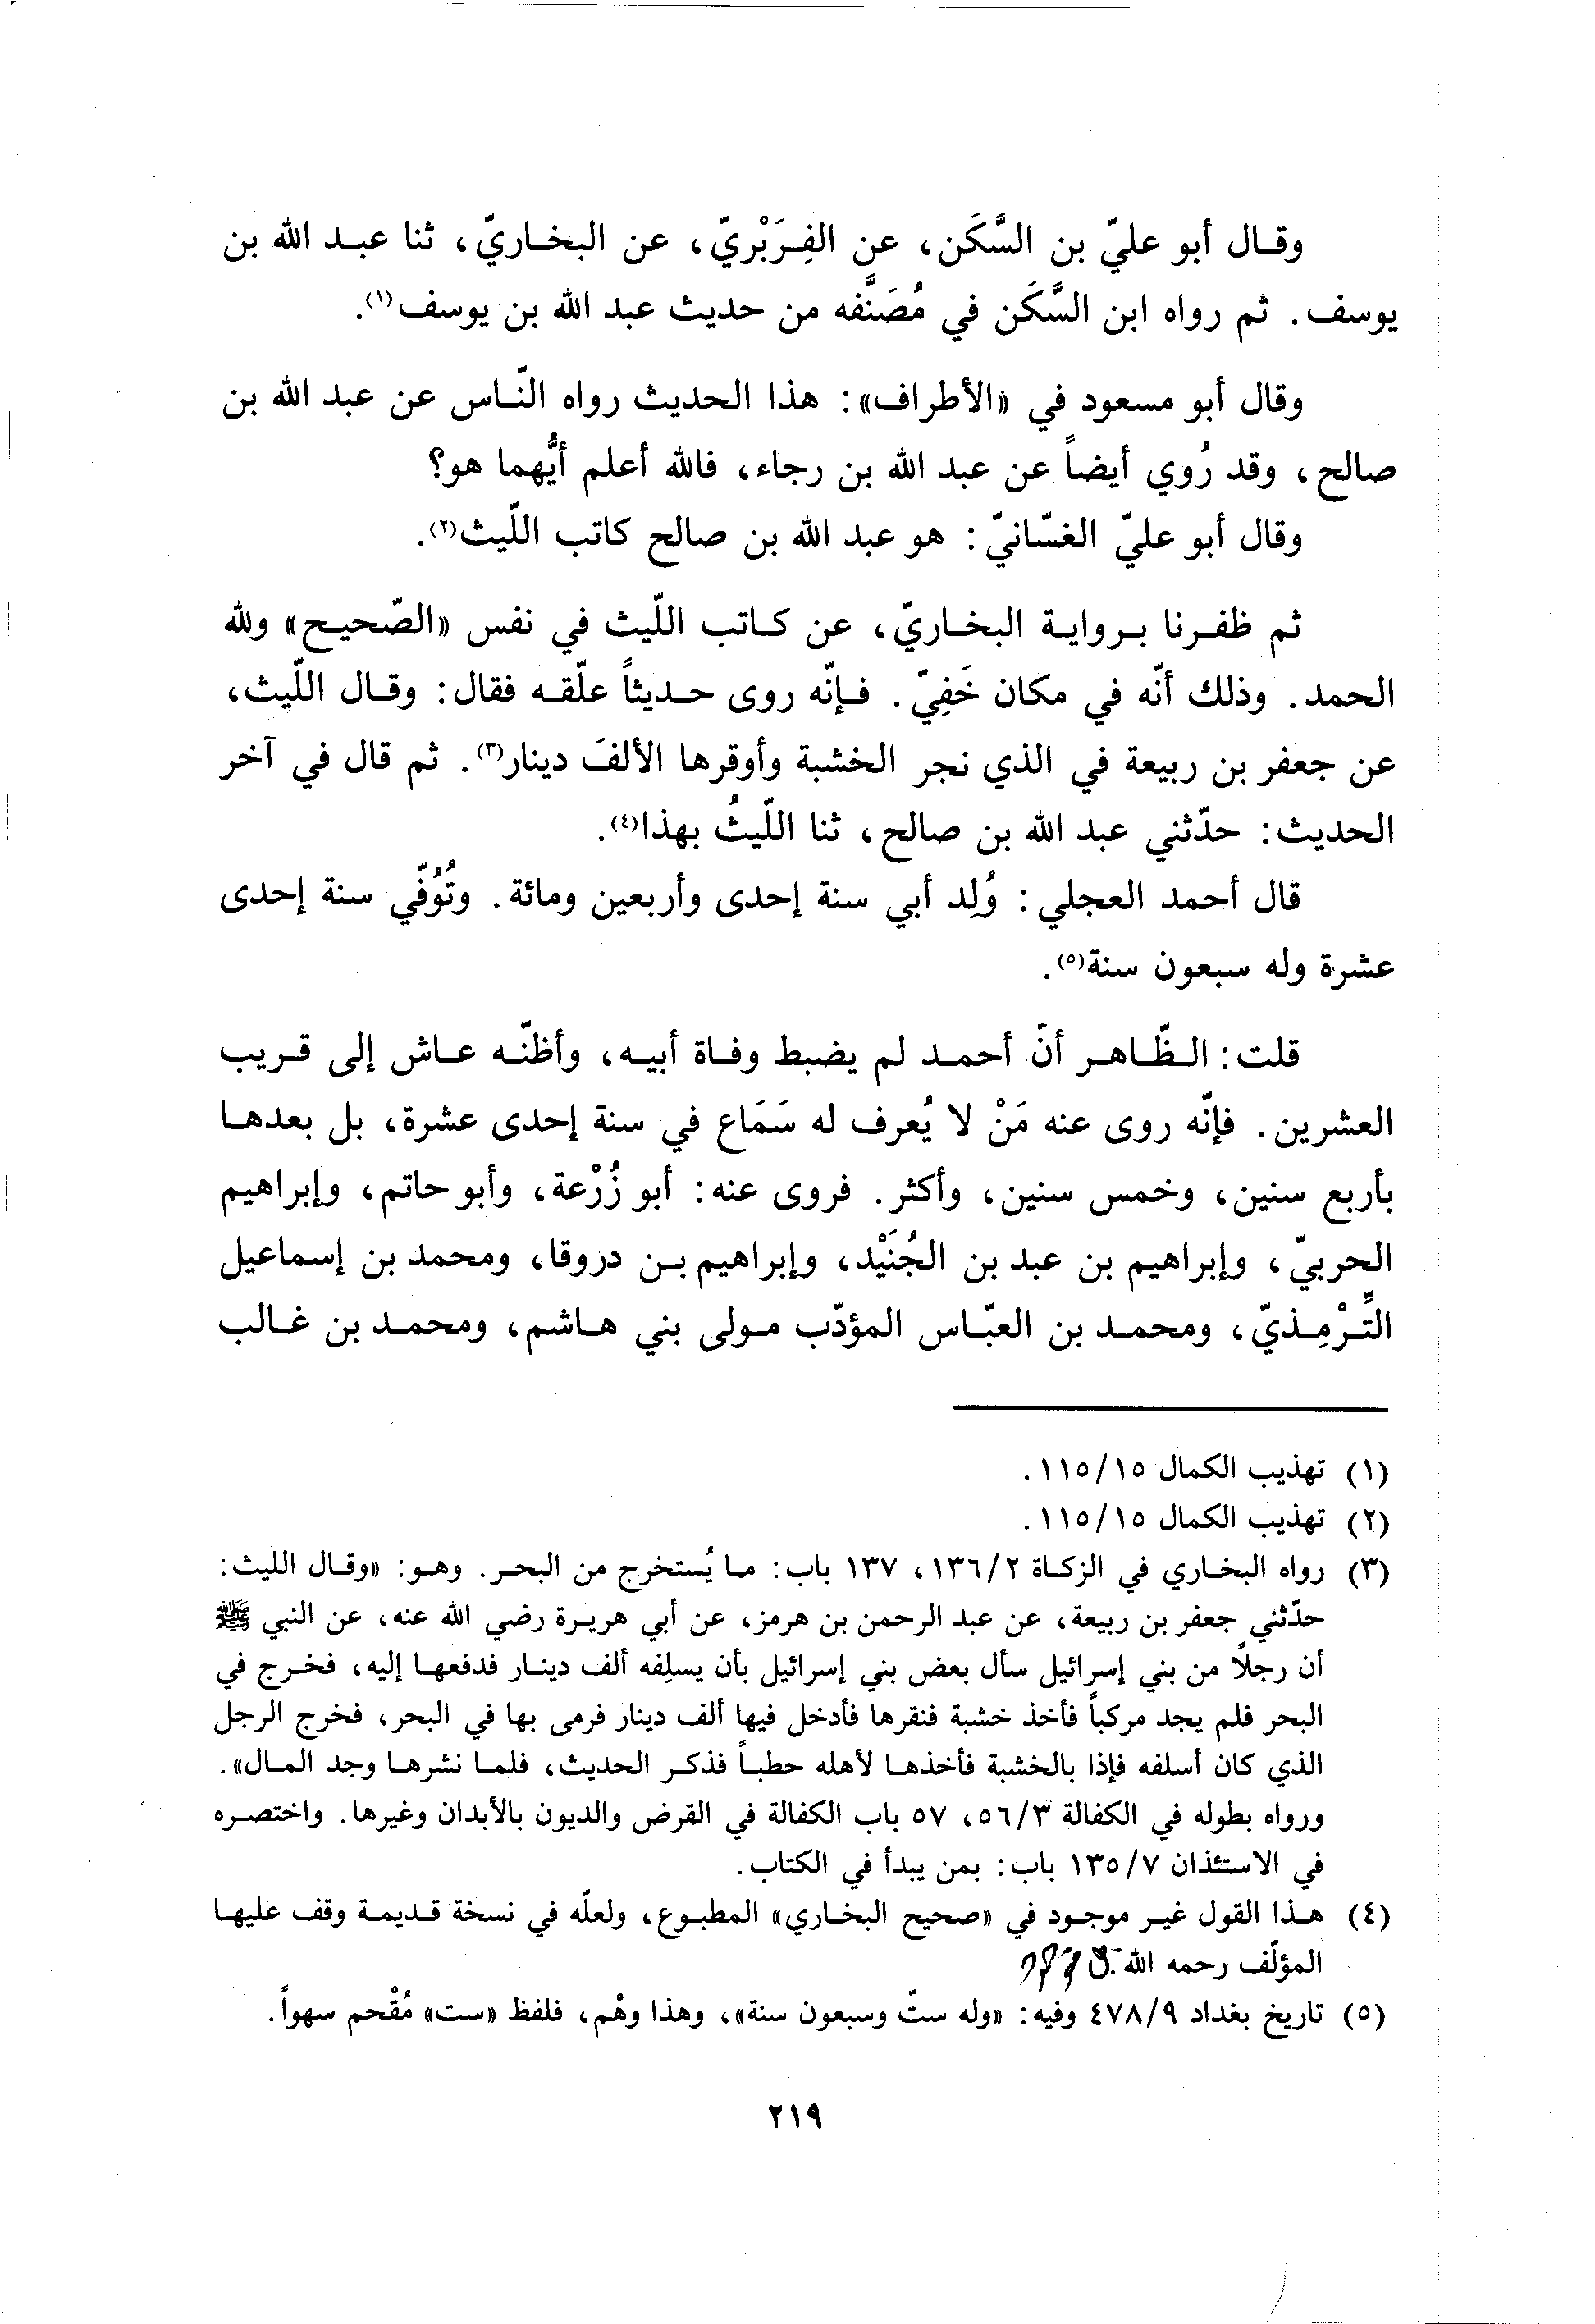 وقال أبو عليّ بن السَّكَن، عن الفِرَبْريّ، عن البخاريّ، ثنا عبد الله بن
يوسف. ثم رواه ابن السَّكَن في مُصَنَّفه من حديث عبد الله بن يوسف(١).
وقال أبو مسعود في «الأطراف»: هذا الحديث رواه النّاس عن عبد الله بن
صالح، وقد رُوي أيضاً عن عبد الله بن رجاء، فالله أعلم أيُّهما هو؟
وقال أبو عليّ الغسّانيّ: هو عبد الله بن صالح كاتب اللّيث(٢).
ثم ظفرنا برواية البخاريّ، عن كاتب اللّيث في نفس «الصّحيح» ولله
الحمد. وذلك أنّه في مكان خَفِيّ. فإنّه روى حديثاً علّقه فقال: وقال اللّيث،
عن جعفر بن ربيعة في الذي نجر الخشبة وأوقرها الألفَ دينار(٣). ثم قال في آخر
الحديث: حدّثني عبد الله بن صالح، ثنا اللّيثُ بهذا(٤).
قال أحمد العجلي: وُلِد أبي سنة إحدى وأربعين ومائة. وتُوُفّي سنة إحدى
عشرة وله سبعون سنة(٥).
قلت: الظّاهر أنّ أحمد لم يضبط وفاة أبيه، وأظنّه عاش إلى قريب
العشرين. فإنّه روى عنه مَنْ لا يُعرف له سَمَاع في سنة إحدى عشرة، بل بعدها
بأربع سنين، وخمس سنين، وأكثر. فروى عنه: أبو زُرْعة، وأبو حاتم، وإبراهيم
الحربيّ، وإبراهيم بن عبد بن الجُنَيْد، وإبراهيم بن دروقا، ومحمد بن إسماعيل
التِّرْمِذيّ، ومحمد بن العبّاس المؤدّب مولى بني هاشم، ومحمد بن غالب
(١) تهذيب الكمال ١١٥/١٥.
(٢) تهذيب الكمال ١١٥/١٥.
(٣) رواه البخاري في الزكاة ١٣٦/٢، ١٣٧ باب: ما يُستخرج من البحر. وهو: «وقال الليث:
حدّثني جعفر بن ربيعة، عن عبد الرحمن بن هرمز، عن أبي هريرة رضي الله عنه، عن النبي ﷺ
أن رجلاً من بني إسرائيل سأل بعض بني إسرائيل بأن يسلِفه ألف دينار فدفعها إليه، فخرج في
البحر فلم يجد مركباً فأخذ خشبة فنقرها فأدخل فيها ألف دينار فرمى بها في البحر، فخرج الرجل
الذي كان أسلفه فإذا بالخشبة فأخذها لأهله حطباً فذكر الحديث، فلما نشرها وجد المال».
ورواه بطوله في الكفالة ٥٦/٣، ٥٧ باب الكفالة في القرض والديون بالأبدان وغيرها. واختصره
في الاستئذان ١٣٥/٧ باب: بمن يبدأ في الكتاب.
(٤) هذا القول غير موجود في «صحيح البخاري» المطبوع، ولعلّه في نسخة قديمة وقف عليها
المؤلّف رحمه الله.
(٥) تاريخ بغداد ٤٧٨/٩ وفيه: «وله ستّ وسبعون سنة»، وهذا وهْم، فلفظ «ست» مُقْحم سهواً.
٢١٩